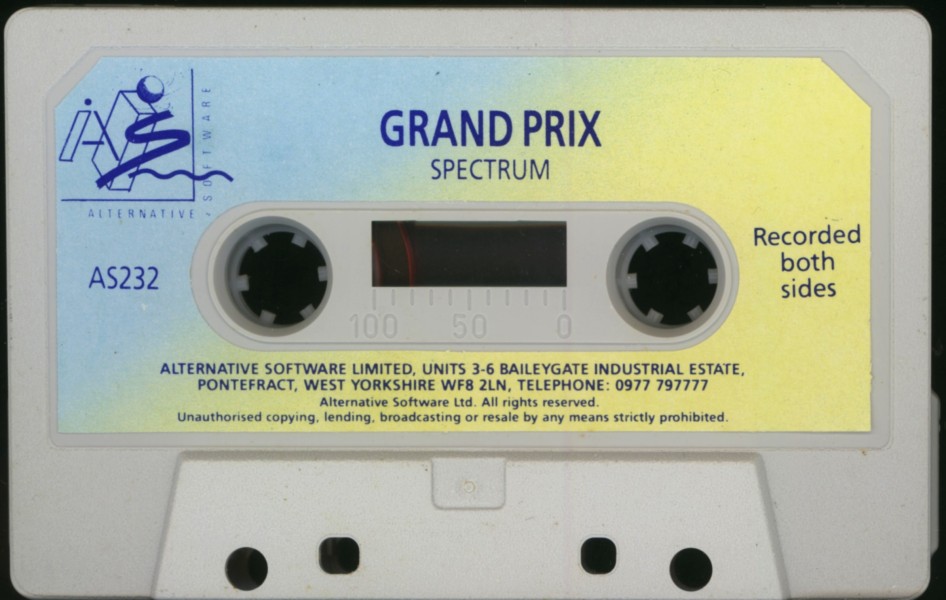 GRAND PRIX
SPECTRUM
iAS
ALTERNATIVE
SOFTWARE
AS232
Recorded
both
sides
100 50 0
ALTERNATIVE SOFTWARE LIMITED, UNITS 3-6 BAILEYGATE INDUSTRIAL ESTATE,
PONTEFRACT, WEST YORKSHIRE WF8 2LN, TELEPHONE: 0977 797777
Alternative Software Ltd. All rights reserved.
Unauthorised copying, lending, broadcasting or resale by any means strictly prohibited.